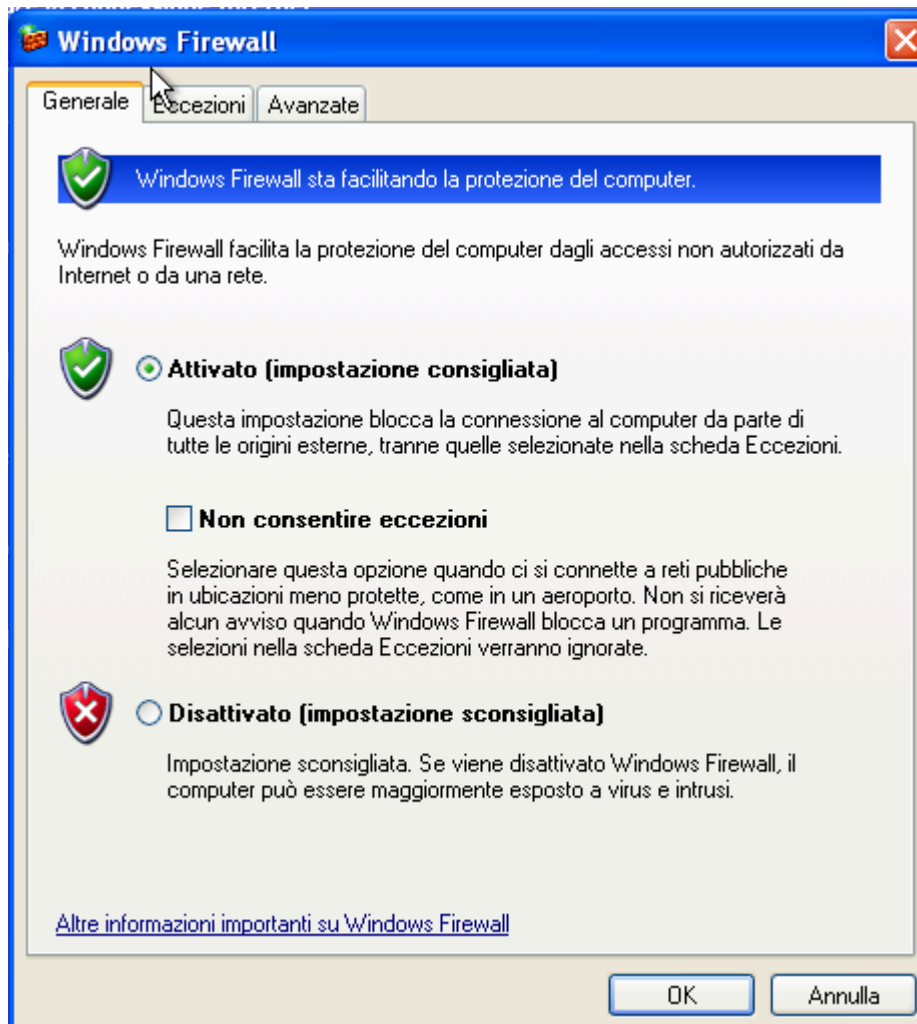 Windows Firewall
Generale
Eccezioni
Avanzate
Windows Firewall sta facilitando la protezione del computer.
Windows Firewall facilita la protezione del computer dagli accessi non autorizzati da
Internet o da una rete.
Attivato (impostazione consigliata)
Questa impostazione blocca la connessione al computer da parte di
tutte le origini esterne, tranne quelle selezionate nella scheda Eccezioni.
Non consentire eccezioni
Selezionare questa opzione quando ci si connette a reti pubbliche
in ubicazioni meno protette, come in un aeroporto. Non si riceverà
alcun avviso quando Windows Firewall blocca un programma. Le
selezioni nella scheda Eccezioni verranno ignorate.
Disattivato (impostazione sconsigliata)
Impostazione sconsigliata. Se viene disattivato Windows Firewall, il
computer può essere maggiormente esposto a virus e intrusi.
Altre informazioni importanti su Windows Firewall
OK
Annulla